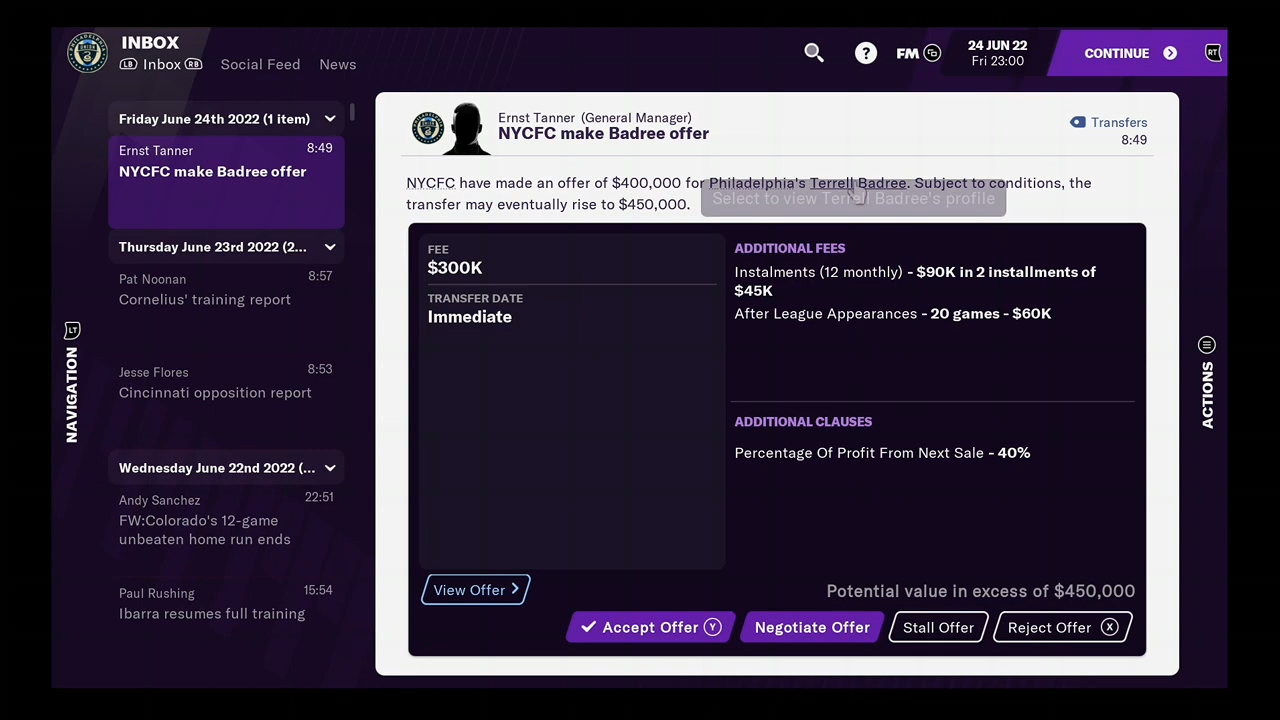 INBOX
LB Inbox RB Social Feed News
FM
24 JUN 22
Fri 23:00
CONTINUE
RT
Friday June 24th 2022 (1 item)
Ernst Tanner 8:49
NYCFC make Badree offer
Thursday June 23rd 2022 (2...
Pat Noonan 8:57
Cornelius' training report
Jesse Flores 8:53
Cincinnati opposition report
Wednesday June 22nd 2022 (...
Andy Sanchez 22:51
FW:Colorado's 12-game
unbeaten home run ends
Paul Rushing 15:54
Ibarra resumes full training
NAVIGATION LT
Ernst Tanner (General Manager)
NYCFC make Badree offer
Transfers
8:49
NYCFC have made an offer of $400,000 for Philadelphia's Terrell Badree. Subject to conditions, the
transfer may eventually rise to $450,000.
Select to view Terrell Badree's profile
FEE
$300K
TRANSFER DATE
Immediate
ADDITIONAL FEES
Instalments (12 monthly) - $90K in 2 installments of
$45K
After League Appearances - 20 games - $60K
ADDITIONAL CLAUSES
Percentage Of Profit From Next Sale - 40%
View Offer
Potential value in excess of $450,000
Accept Offer Y
Negotiate Offer
Stall Offer
Reject Offer X
ACTIONS